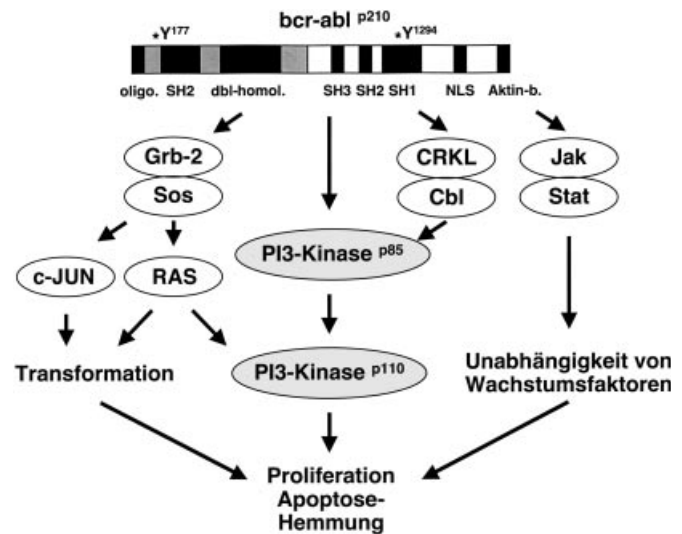 bcr-abl p210
*Y177 *Y1294
oligo. SH2 dbl-homol. SH3 SH2 SH1 NLS Aktin-b.
Grb-2
Sos
CRKL
Cbl
Jak
Stat
PI3-Kinase p85
c-JUN
RAS
PI3-Kinase p110
Transformation
Unabhängigkeit von
Wachstumsfaktoren
Proliferation
Apoptose-
Hemmung